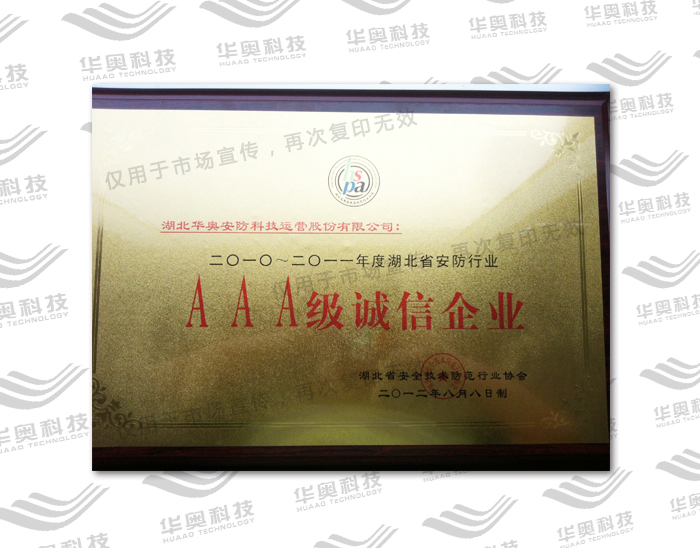 hs
pa
湖北华奥安防科技运营股份有限公司：
二〇一〇～二〇一一年度湖北省安防行业
AAA级诚信企业
湖北省安全技术防范行业协会
二〇一二年八月八日制
仅用于市场宣传，再次复印无效
华奥科技
HUAAO TECHNOLOGY